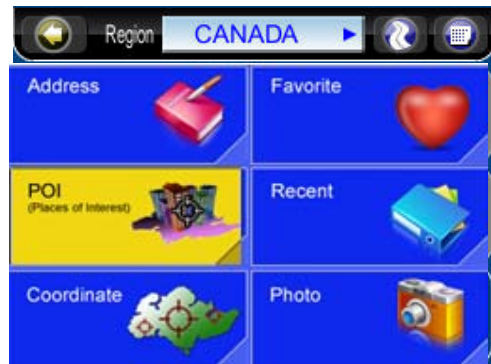 Region CANADA
Address
Favorite
POI
(Places of Interest)
Recent
Coordinate
Photo